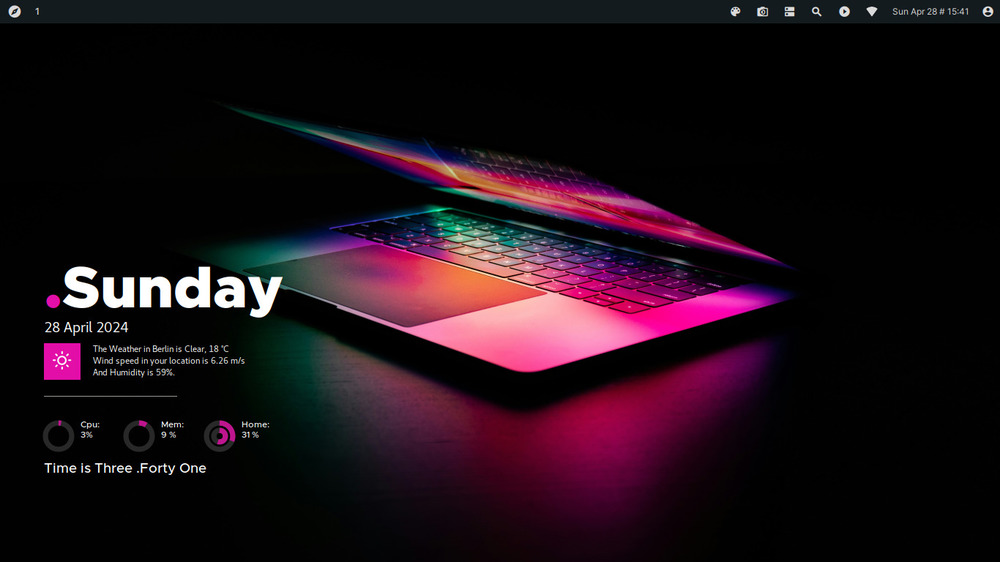 1
Sun Apr 28 # 15:41
.Sunday
28 April 2024
The Weather in Berlin is Clear, 18 °C
Wind speed in your location is 6.26 m/s
And Humidity is 59%.
Cpu:
3%
Mem:
9 %
Home:
31 %
Time is Three .Forty One